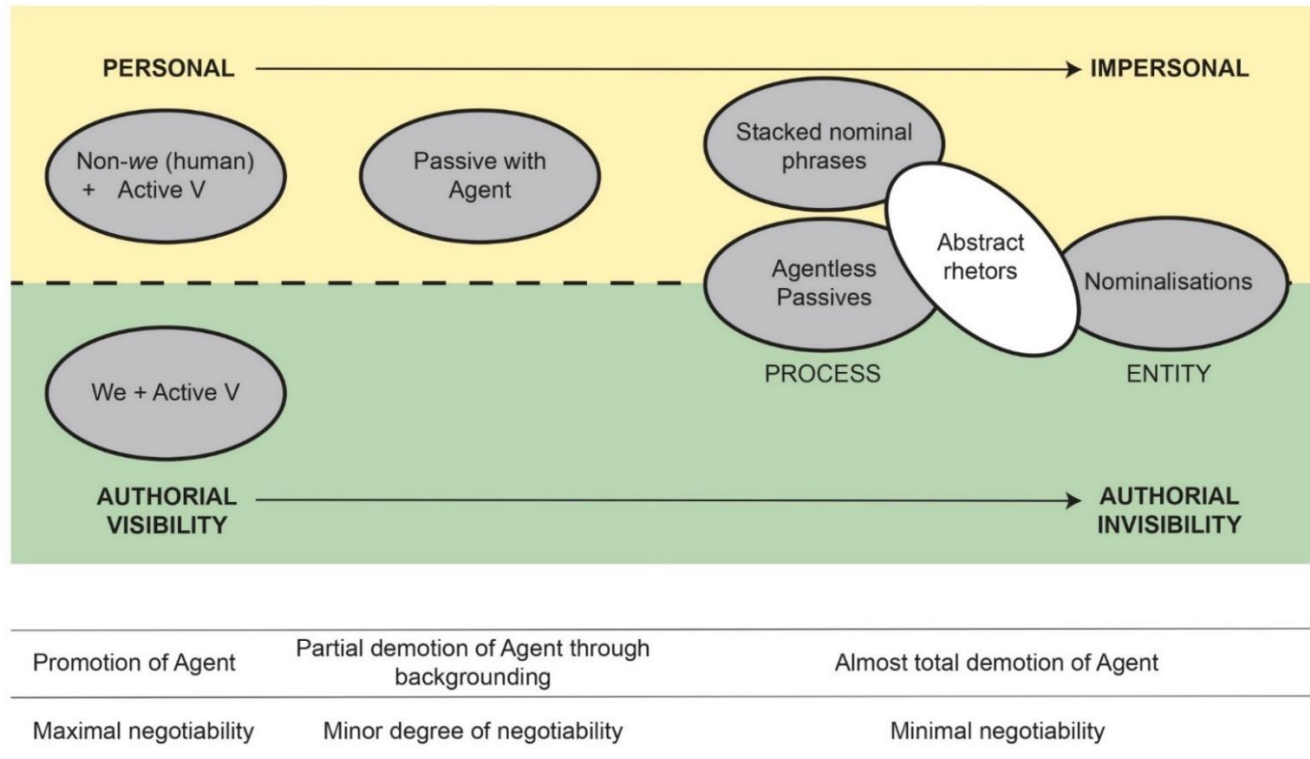 PERSONAL
IMPERSONAL
Non-we (human)
+ Active V
Passive with
Agent
Stacked nominal
phrases
Abstract
rhetors
Agentless
Passives
Nominalisations
PROCESS
ENTITY
We + Active V
AUTHORIAL
VISIBILITY
AUTHORIAL
INVISIBILITY
Promotion of Agent
Partial demotion of Agent through
backgrounding
Almost total demotion of Agent
Maximal negotiability
Minor degree of negotiability
Minimal negotiability